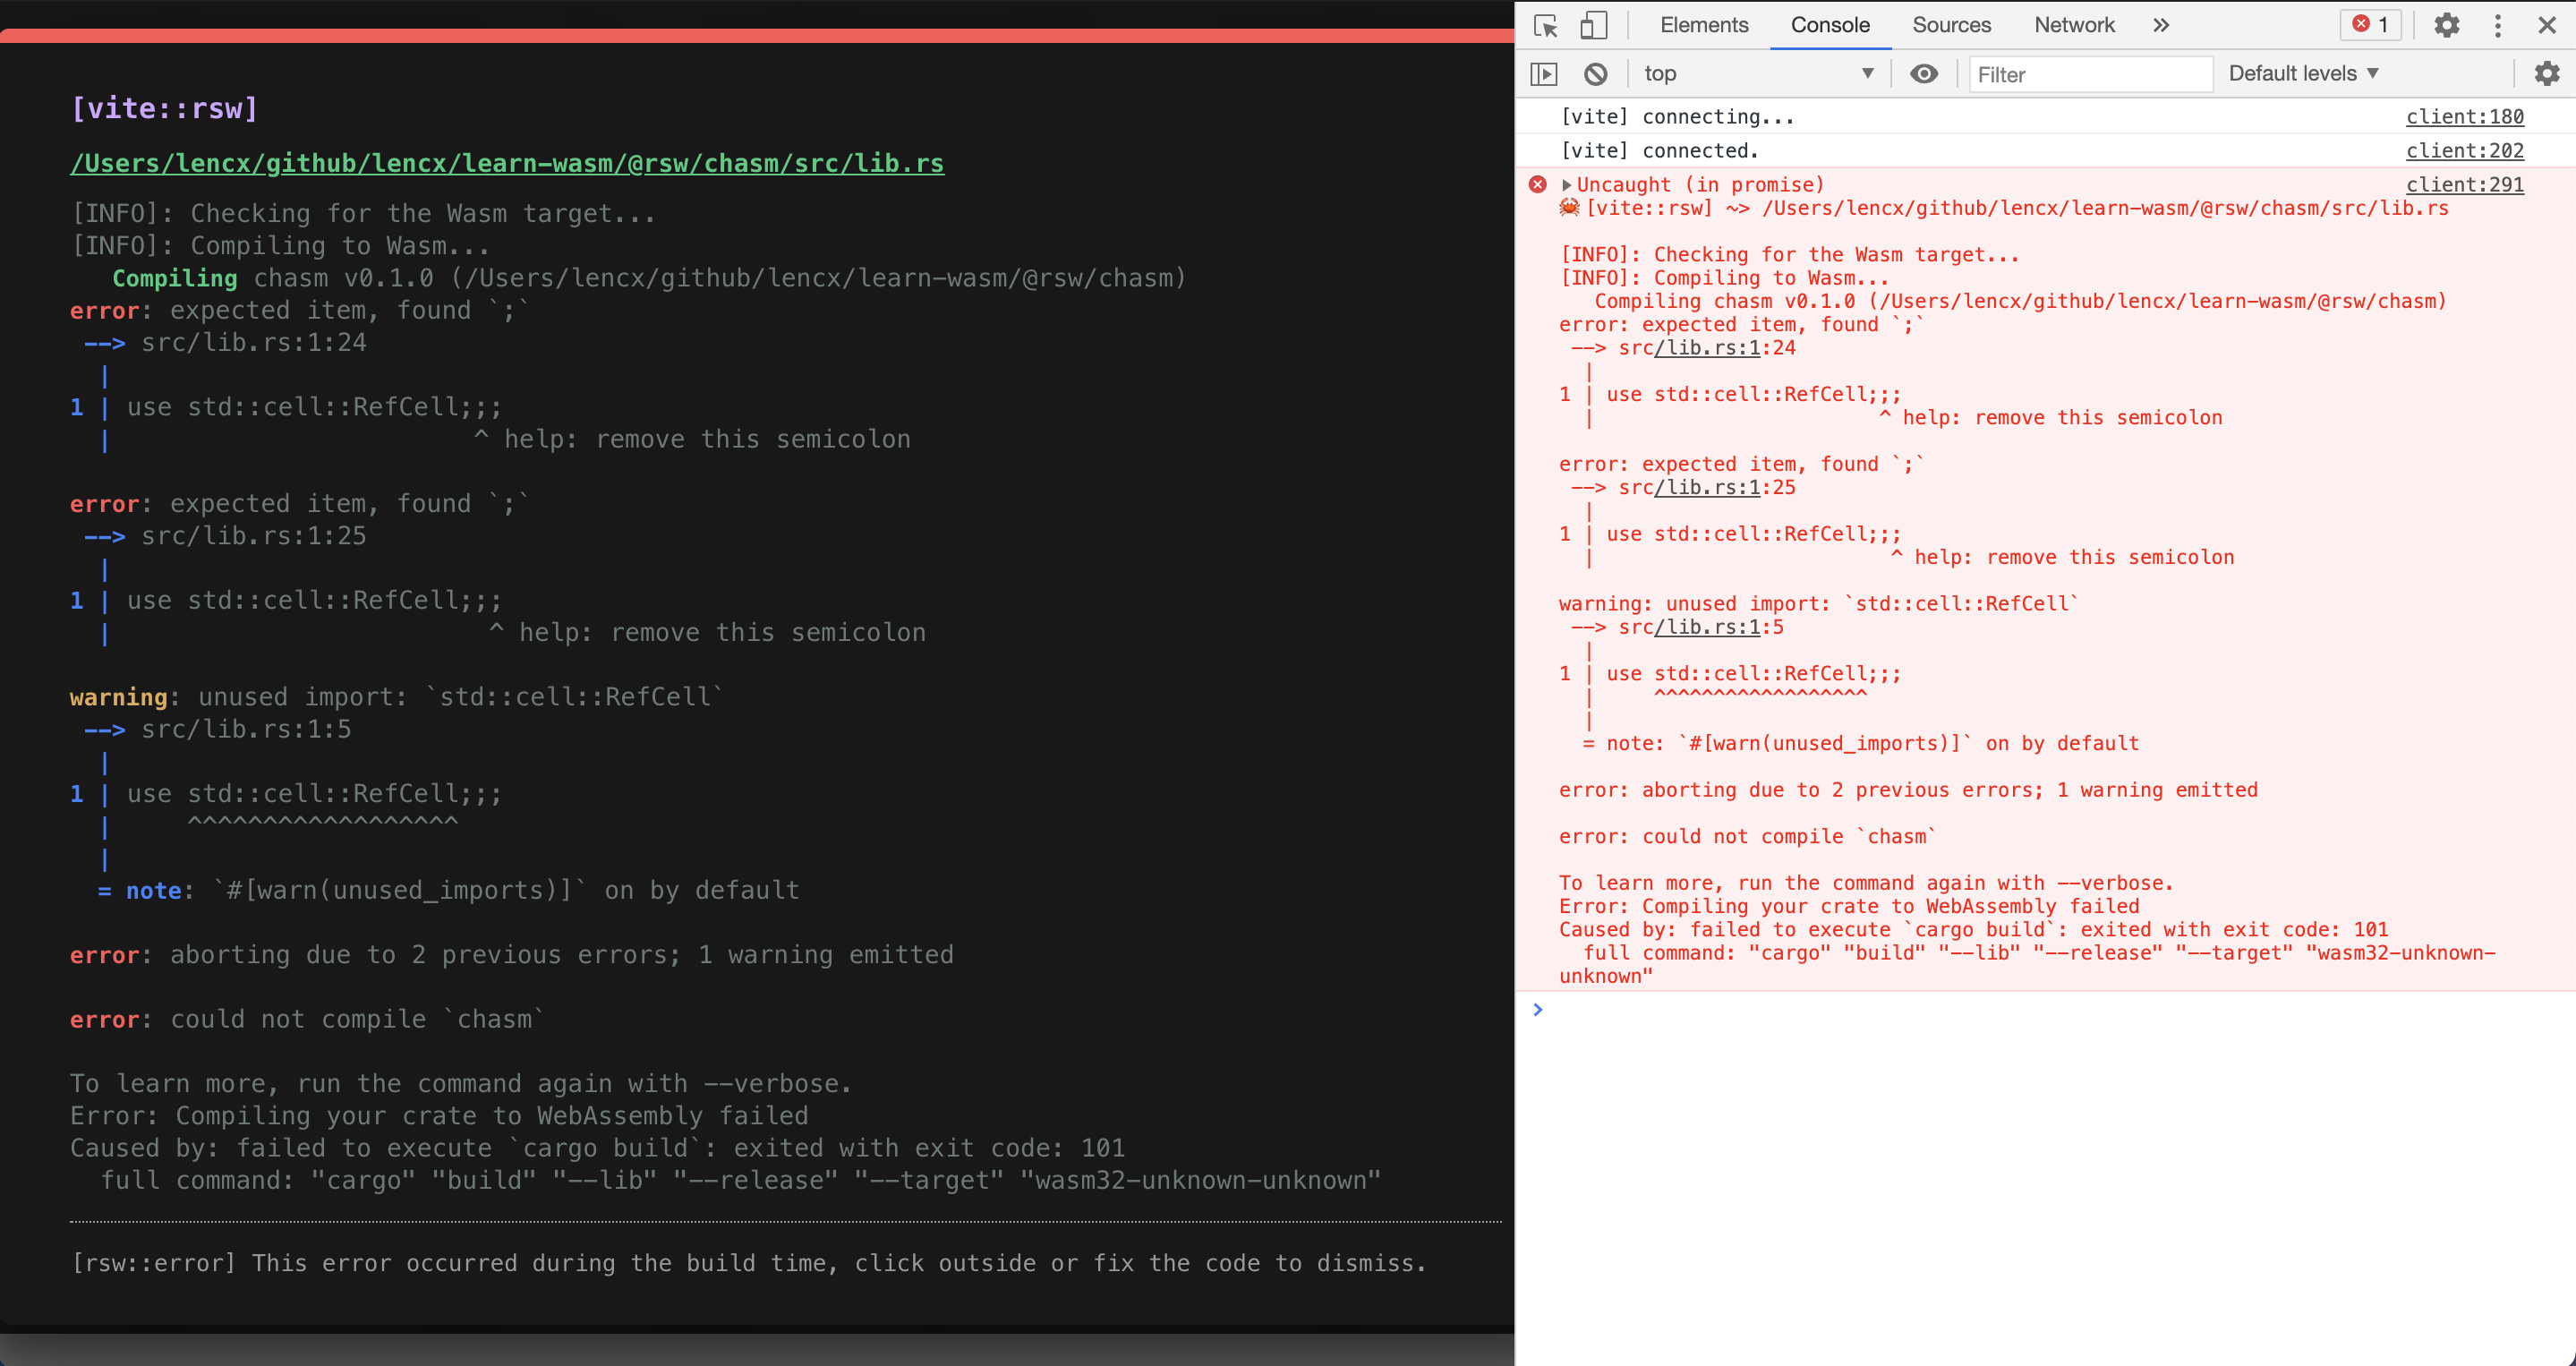 [vite::rsw]
/Users/lencx/github/lencx/learn-wasm/@rsw/chasm/src/lib.rs
[INFO]: Checking for the Wasm target...
[INFO]: Compiling to Wasm...
   Compiling chasm v0.1.0 (/Users/lencx/github/lencx/learn-wasm/@rsw/chasm)
error: expected item, found `;`
 --> src/lib.rs:1:24
  |
1 | use std::cell::RefCell;;;
  |                        ^ help: remove this semicolon
error: expected item, found `;`
 --> src/lib.rs:1:25
  |
1 | use std::cell::RefCell;;;
  |                         ^ help: remove this semicolon
warning: unused import: `std::cell::RefCell`
 --> src/lib.rs:1:5
  |
1 | use std::cell::RefCell;;;
  |     ^^^^^^^^^^^^^^^^^^
  |
  = note: `#[warn(unused_imports)]` on by default
error: aborting due to 2 previous errors; 1 warning emitted
error: could not compile `chasm`
To learn more, run the command again with --verbose.
Error: Compiling your crate to WebAssembly failed
Caused by: failed to execute `cargo build`: exited with exit code: 101
  full command: "cargo" "build" "--lib" "--release" "--target" "wasm32-unknown-unknown"
[rsw::error] This error occurred during the build time, click outside or fix the code to dismiss.
Elements Console Sources Network » 1
top Filter Default levels
[vite] connecting... client:180
[vite] connected. client:202
Uncaught (in promise) client:291
🦀[vite::rsw] ~> /Users/lencx/github/lencx/learn-wasm/@rsw/chasm/src/lib.rs
[INFO]: Checking for the Wasm target...
[INFO]: Compiling to Wasm...
   Compiling chasm v0.1.0 (/Users/lencx/github/lencx/learn-wasm/@rsw/chasm)
error: expected item, found `;`
 --> src/lib.rs:1:24
  |
1 | use std::cell::RefCell;;;
  |                        ^ help: remove this semicolon
error: expected item, found `;`
 --> src/lib.rs:1:25
  |
1 | use std::cell::RefCell;;;
  |                         ^ help: remove this semicolon
warning: unused import: `std::cell::RefCell`
 --> src/lib.rs:1:5
  |
1 | use std::cell::RefCell;;;
  |     ^^^^^^^^^^^^^^^^^^
  |
  = note: `#[warn(unused_imports)]` on by default
error: aborting due to 2 previous errors; 1 warning emitted
error: could not compile `chasm`
To learn more, run the command again with --verbose.
Error: Compiling your crate to WebAssembly failed
Caused by: failed to execute `cargo build`: exited with exit code: 101
  full command: "cargo" "build" "--lib" "--release" "--target" "wasm32-unknown-
unknown"